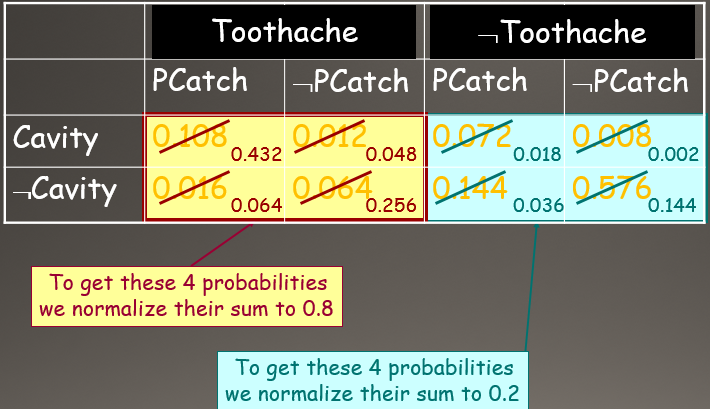 Toothache ¬Toothache
PCatch ¬PCatch PCatch ¬PCatch
Cavity 0.108 0.432 0.012 0.048 0.072 0.018 0.008 0.002
¬Cavity 0.016 0.064 0.064 0.256 0.144 0.036 0.576 0.144
To get these 4 probabilities
we normalize their sum to 0.8
To get these 4 probabilities
we normalize their sum to 0.2